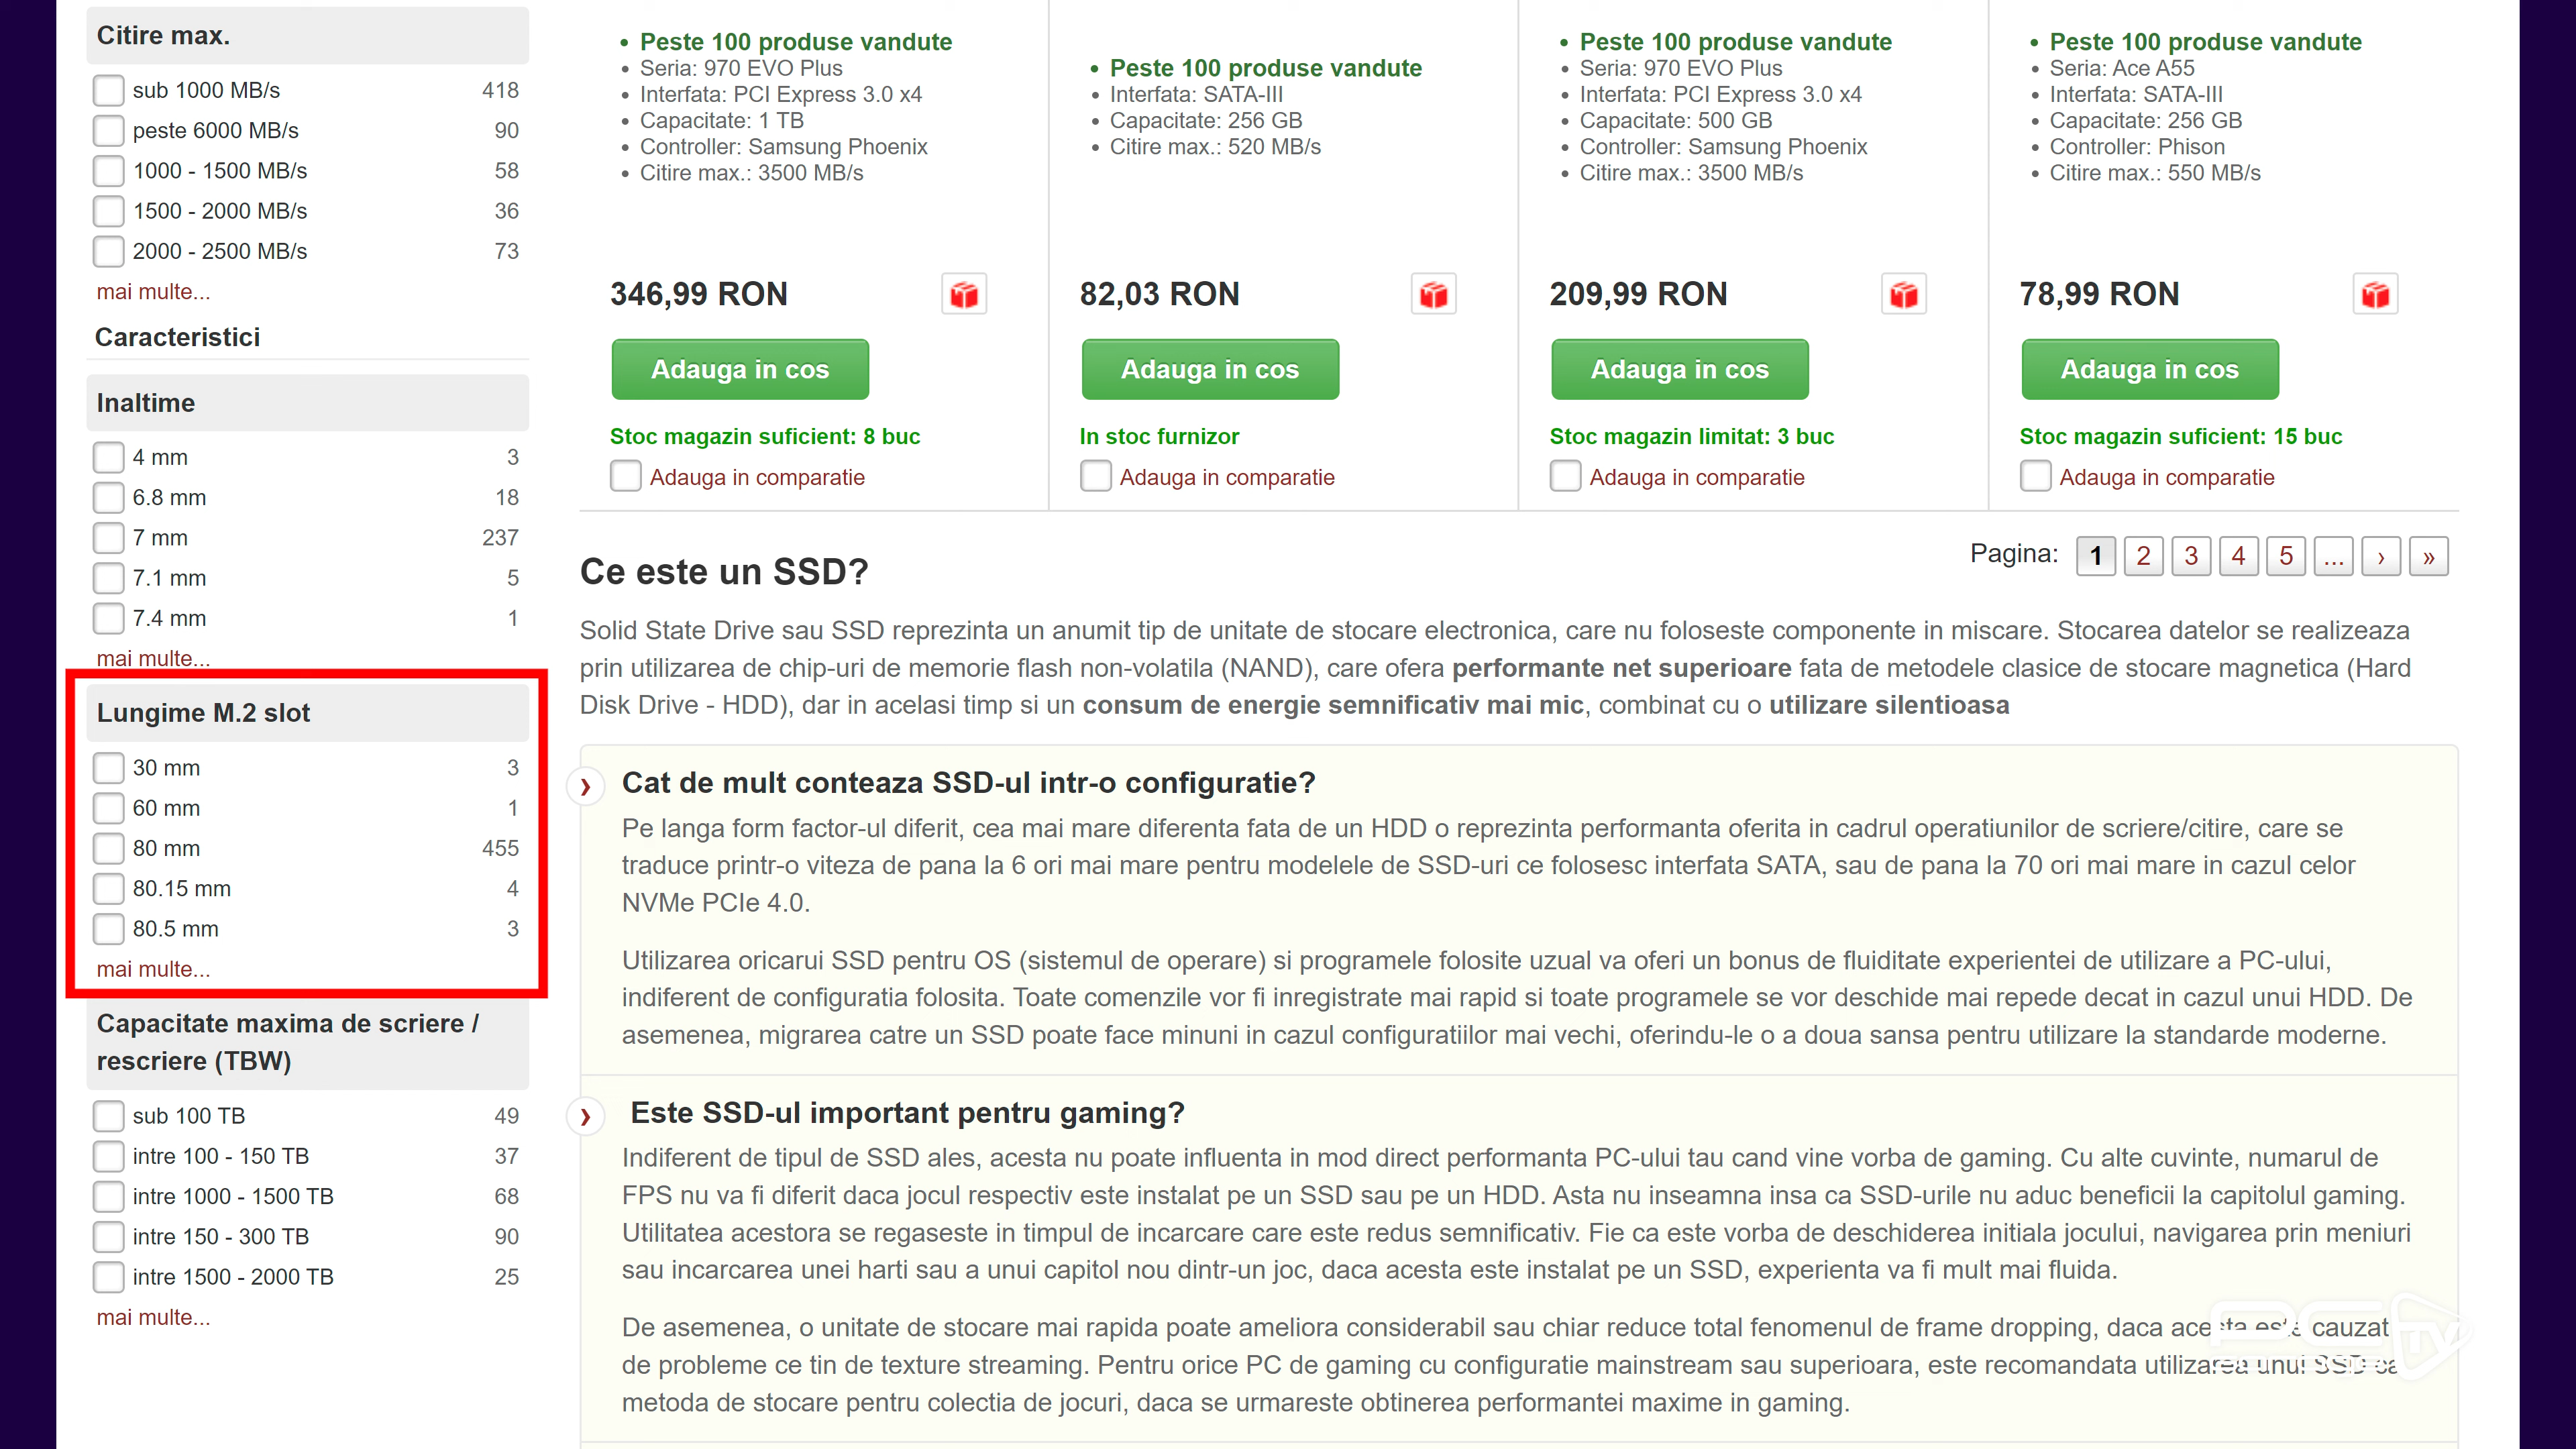 Citire max.
sub 1000 MB/s 418
peste 6000 MB/s 90
1000 - 1500 MB/s 58
1500 - 2000 MB/s 36
2000 - 2500 MB/s 73
mai multe...
Caracteristici
Inaltime
4 mm 3
6.8 mm 18
7 mm 237
7.1 mm 5
7.4 mm 1
mai multe...
Lungime M.2 slot
30 mm 3
60 mm 1
80 mm 455
80.15 mm 4
80.5 mm 3
mai multe...
Capacitate maxima de scriere /
rescriere (TBW)
sub 100 TB 49
intre 100 - 150 TB 37
intre 1000 - 1500 TB 68
intre 150 - 300 TB 90
intre 1500 - 2000 TB 25
mai multe...
Peste 100 produse vandute
Seria: 970 EVO Plus
Interfata: PCI Express 3.0 x4
Capacitate: 1 TB
Controller: Samsung Phoenix
Citire max.: 3500 MB/s
346,99 RON
Adauga in cos
Stoc magazin suficient: 8 buc
Adauga in comparatie
Peste 100 produse vandute
Interfata: SATA-III
Capacitate: 256 GB
Citire max.: 520 MB/s
82,03 RON
Adauga in cos
In stoc furnizor
Adauga in comparatie
Peste 100 produse vandute
Seria: 970 EVO Plus
Interfata: PCI Express 3.0 x4
Capacitate: 500 GB
Controller: Samsung Phoenix
Citire max.: 3500 MB/s
209,99 RON
Adauga in cos
Stoc magazin limitat: 3 buc
Adauga in comparatie
Peste 100 produse vandute
Seria: Ace A55
Interfata: SATA-III
Capacitate: 256 GB
Controller: Phison
Citire max.: 550 MB/s
78,99 RON
Adauga in cos
Stoc magazin suficient: 15 buc
Adauga in comparatie
Pagina: 1 2 3 4 5 ... › »
Ce este un SSD?
Solid State Drive sau SSD reprezinta un anumit tip de unitate de stocare electronica, care nu foloseste componente in miscare. Stocarea datelor se realizeaza
prin utilizarea de chip-uri de memorie flash non-volatila (NAND), care ofera performante net superioare fata de metodele clasice de stocare magnetica (Hard
Disk Drive - HDD), dar in acelasi timp si un consum de energie semnificativ mai mic, combinat cu o utilizare silentioasa
Cat de mult conteaza SSD-ul intr-o configuratie?
Pe langa form factor-ul diferit, cea mai mare diferenta fata de un HDD o reprezinta performanta oferita in cadrul operatiunilor de scriere/citire, care se
traduce printr-o viteza de pana la 6 ori mai mare pentru modelele de SSD-uri ce folosesc interfata SATA, sau de pana la 70 ori mai mare in cazul celor
NVMe PCIe 4.0.
Utilizarea oricarui SSD pentru OS (sistemul de operare) si programele folosite uzual va oferi un bonus de fluiditate experientei de utilizare a PC-ului,
indiferent de configuratia folosita. Toate comenzile vor fi inregistrate mai rapid si toate programele se vor deschide mai repede decat in cazul unui HDD. De
asemenea, migrarea catre un SSD poate face minuni in cazul configuratiilor mai vechi, oferindu-le o a doua sansa pentru utilizare la standarde moderne.
Este SSD-ul important pentru gaming?
Indiferent de tipul de SSD ales, acesta nu poate influenta in mod direct performanta PC-ului tau cand vine vorba de gaming. Cu alte cuvinte, numarul de
FPS nu va fi diferit daca jocul respectiv este instalat pe un SSD sau pe un HDD. Asta nu inseamna insa ca SSD-urile nu aduc beneficii la capitolul gaming.
Utilitatea acestora se regaseste in timpul de incarcare care este redus semnificativ. Fie ca este vorba de deschiderea initiala jocului, navigarea prin meniuri
sau incarcarea unei harti sau a unui capitol nou dintr-un joc, daca acesta este instalat pe un SSD, experienta va fi mult mai fluida.
De asemenea, o unitate de stocare mai rapida poate ameliora considerabil sau chiar reduce total fenomenul de frame dropping, daca acesta este cauzat
de probleme ce tin de texture streaming. Pentru orice PC de gaming cu configuratie mainstream sau superioara, este recomandata utilizarea unui SSD ca
metoda de stocare pentru colectia de jocuri, daca se urmareste obtinerea performantei maxime in gaming.